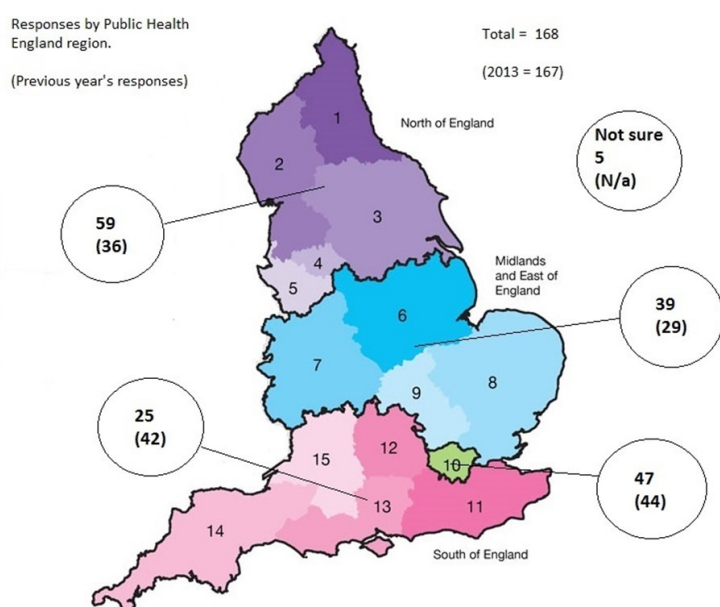 Responses by Public Health
England region.
(Previous year's responses)
Total = 168
(2013 = 167)
Not sure
5
(N/a)
North of England
1
2
3
4
5
59
(36)
Midlands
and East of
England
6
7
8
9
39
(29)
25
(42)
10
47
(44)
15
12
13
11
14
South of England